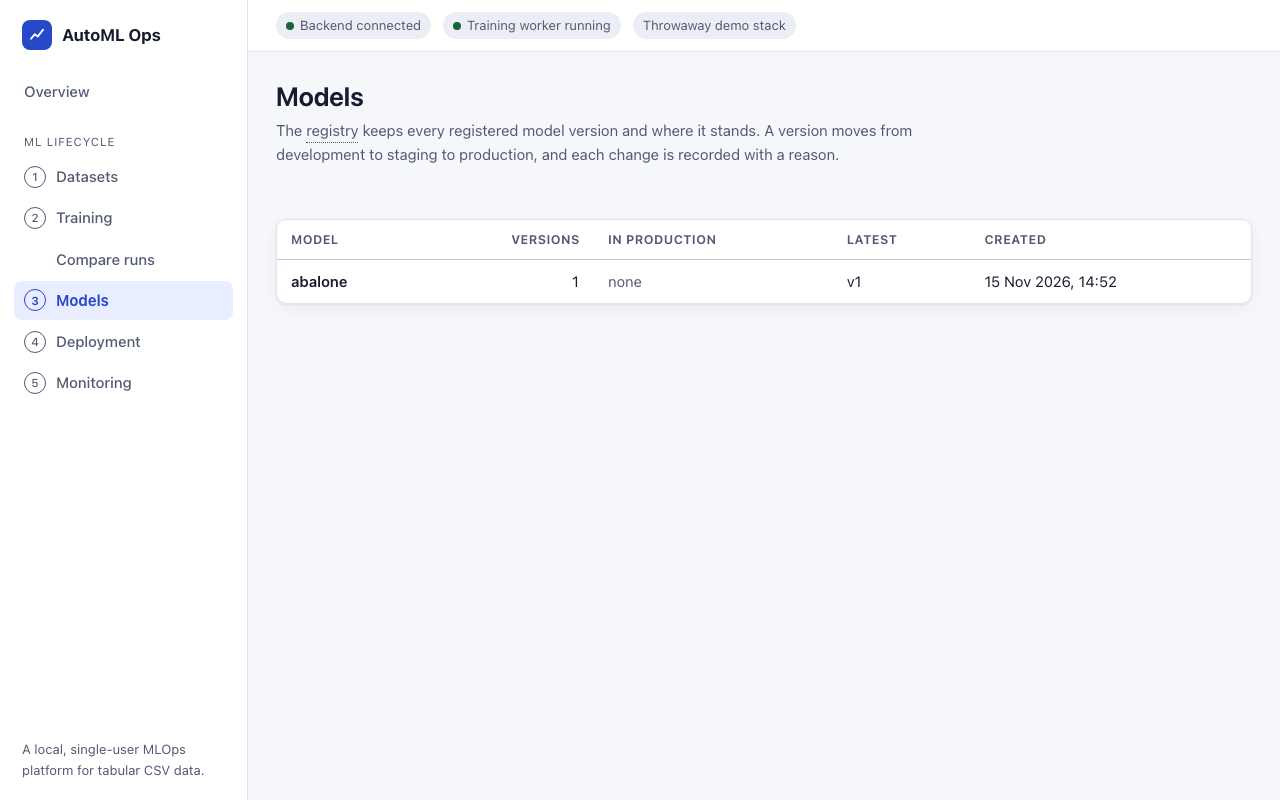 AutoML Ops
Overview
ML LIFECYCLE
1 Datasets
2 Training
Compare runs
3 Models
4 Deployment
5 Monitoring
A local, single-user MLOps
platform for tabular CSV data.
Backend connected
Training worker running
Throwaway demo stack
Models
The registry keeps every registered model version and where it stands. A version moves from
development to staging to production, and each change is recorded with a reason.
MODEL VERSIONS IN PRODUCTION LATEST CREATED
abalone 1 none v1 15 Nov 2026, 14:52